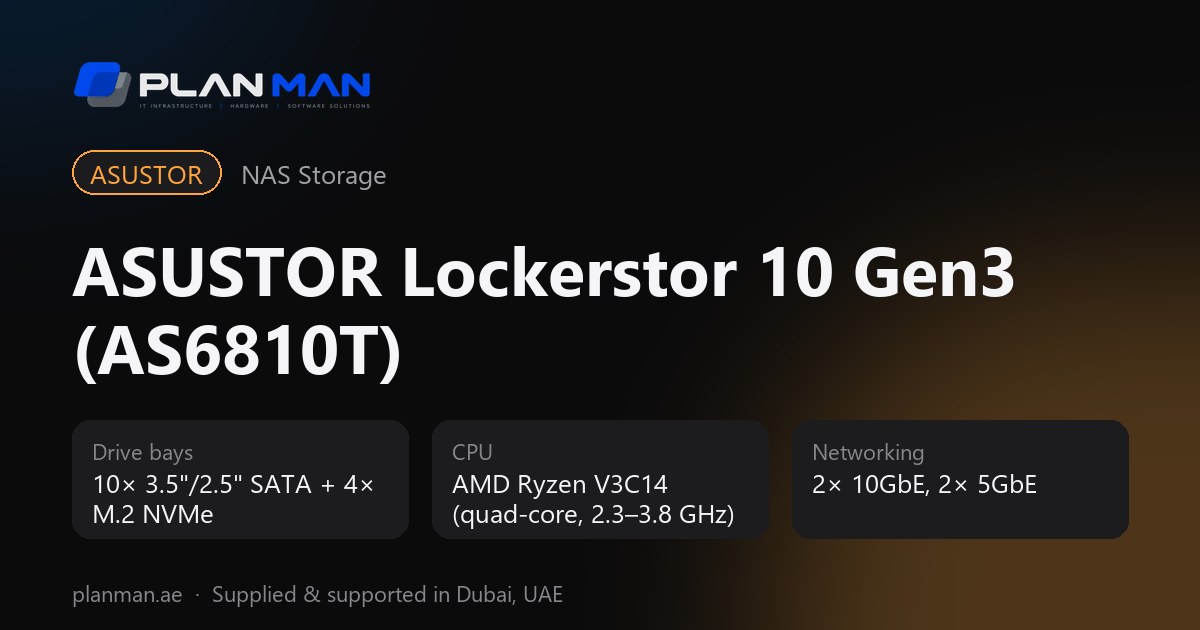 PLAN MAN
IT INFRASTRUCTURE | HARDWARE | SOFTWARE SOLUTIONS
ASUSTOR NAS Storage
ASUSTOR Lockerstor 10 Gen3
(AS6810T)
Drive bays
10× 3.5"/2.5" SATA + 4×
M.2 NVMe
CPU
AMD Ryzen V3C14
(quad-core, 2.3–3.8 GHz)
Networking
2× 10GbE, 2× 5GbE
planman.ae · Supplied & supported in Dubai, UAE